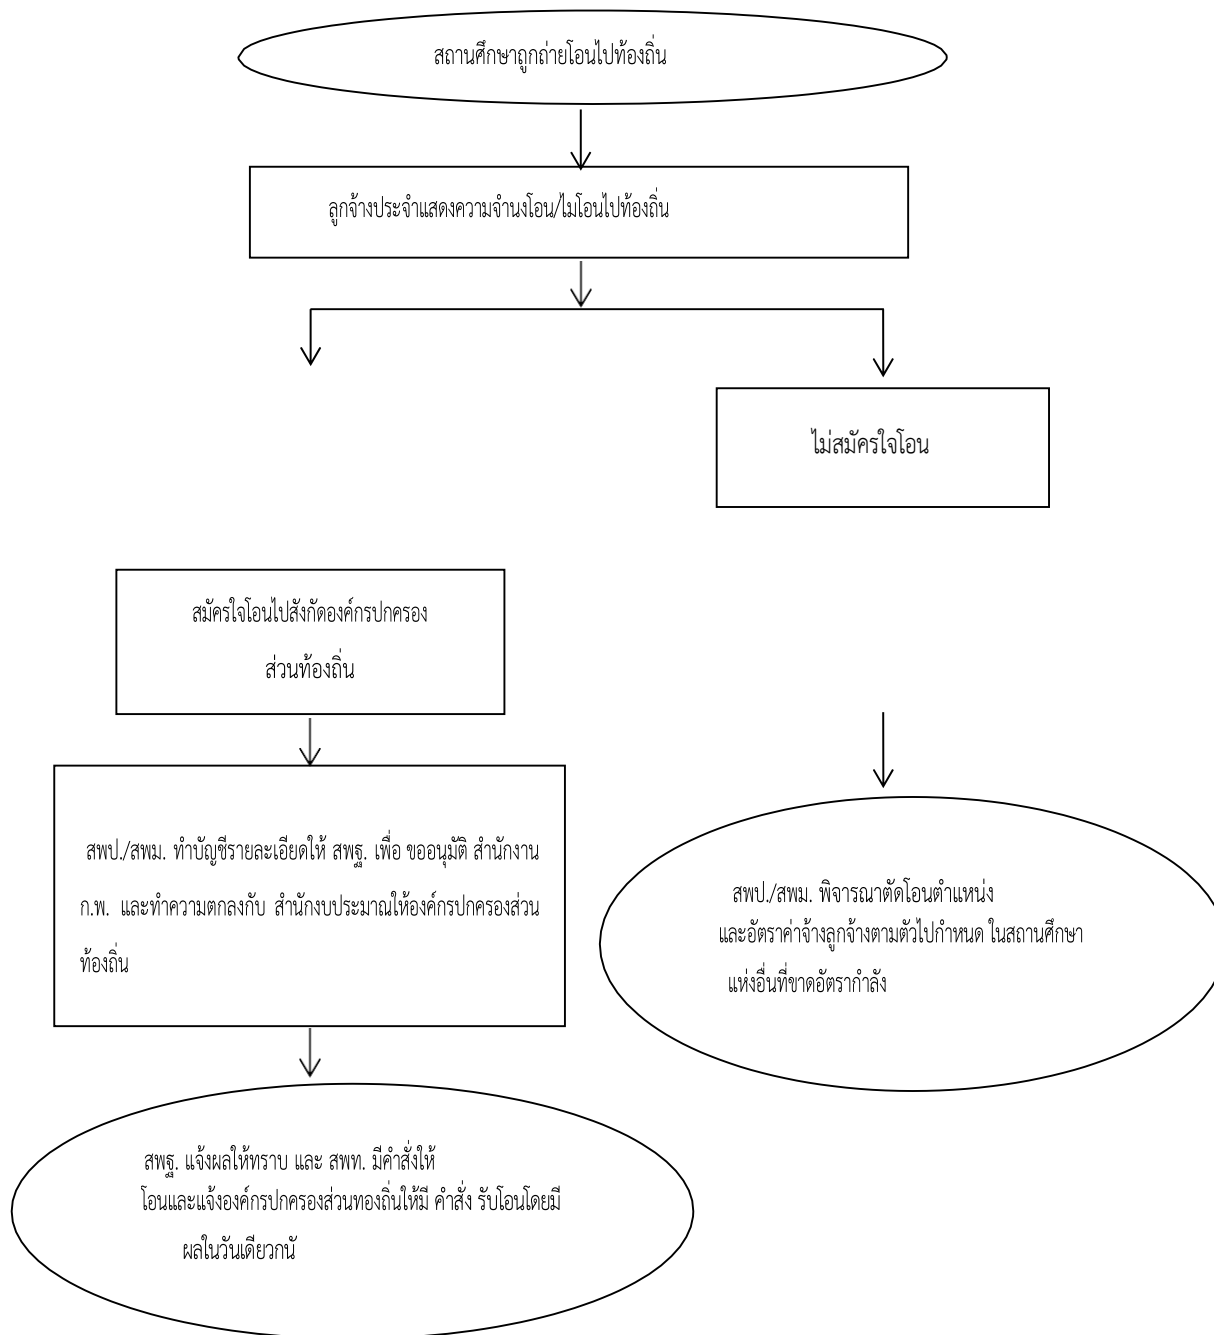 สถานศึกษาถูกถ่ายโอนไปท้องถิ่น
ลูกจ้างประจำแสดงความจำนงโอน/ไมโอนไปท้องถิ่น
ไม่สมัครใจโอน
สมัครใจโอนไปสังกัดองค์กรปกครอง
ส่วนท้องถิ่น
สพป./สพม. ทำบัญชีรายละเอียดให้ สพฐ. เพื่อ ขออนุมัติ สำนักงาน
ก.พ. และทำความตกลงกับ สำนักงบประมาณให้องค์กรปกครองส่วน
ท้องถิ่น
สพป./สพม. พิจารณาตัดโอนตำแหน่ง
และอัตราค่าจ้างลูกจ้างตามตัวไปกำหนด ในสถานศึกษา
แห่งอื่นที่ขาดอัตรากำลัง
สพฐ. แจ้งผลให้ทราบ และ สพท. มีคำสั่งให้
โอนและแจ้งองค์กรปกครองส่วนทองถิ่นให้มี คำสั่ง รับโอนโดยมี
ผลในวันเดียวกนั